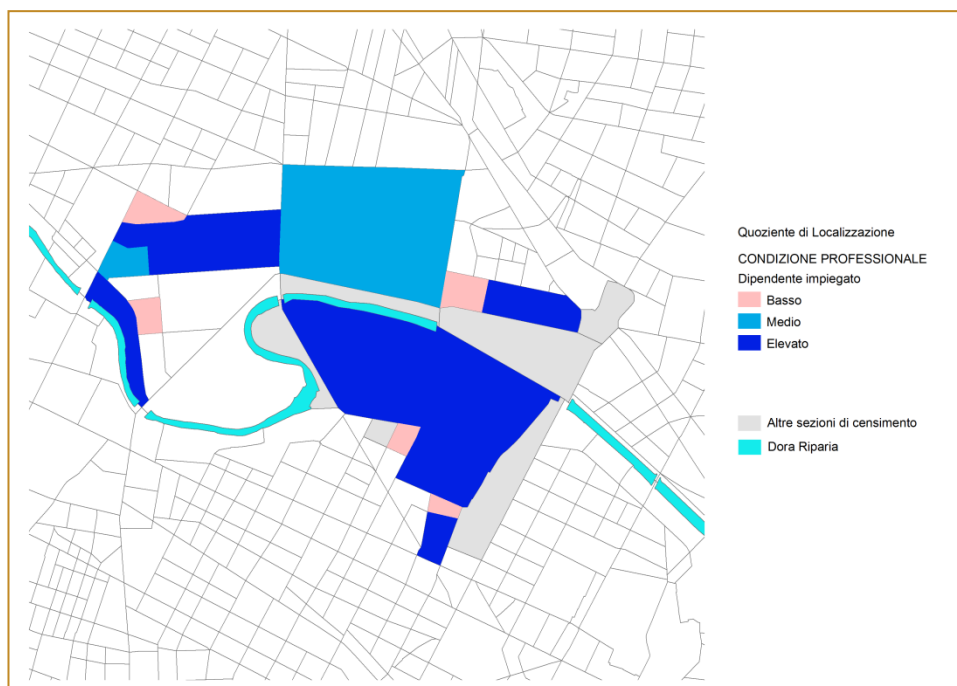 Quoziente di Localizzazione
CONDIZIONE PROFESSIONALE
Dipendente impiegato
Basso
Medio
Elevato
Altre sezioni di censimento
Dora Riparia